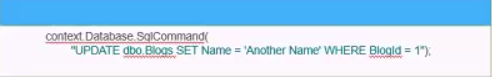 context.Database.SqlCommand(
"UPDATE dbo.Blogs SET Name = 'Another Name' WHERE BlogId = 1");